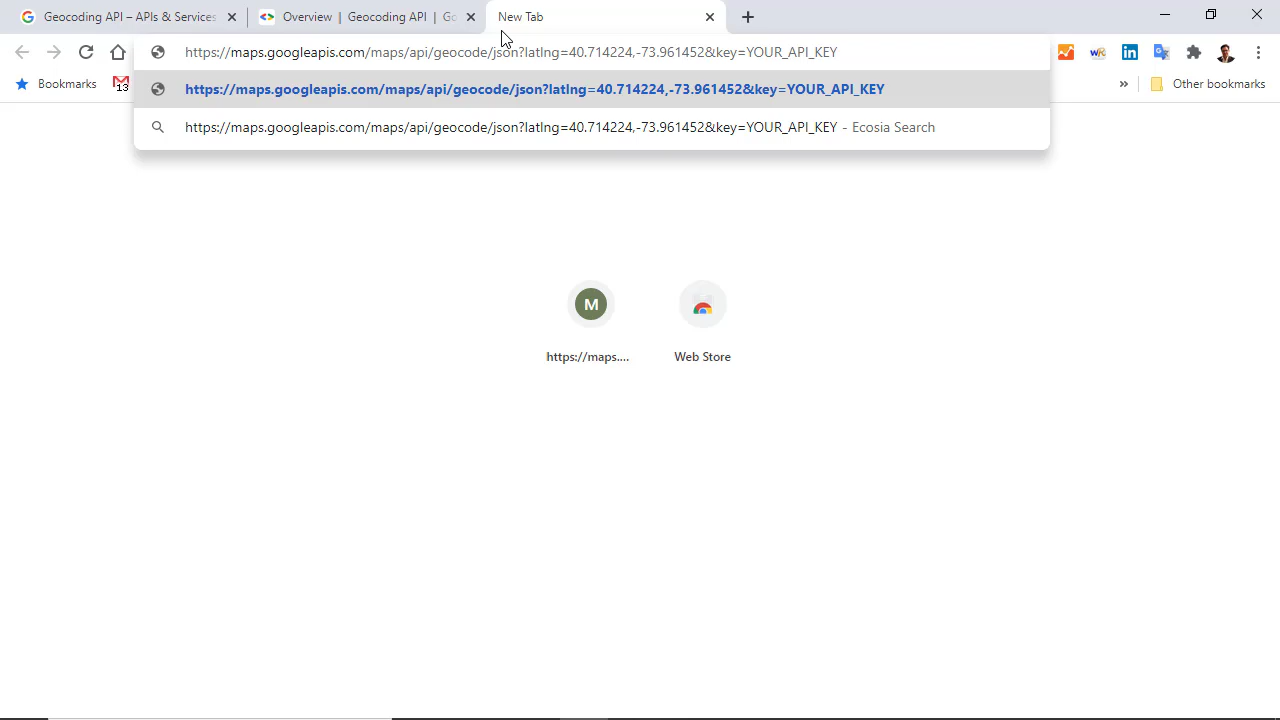 Geocoding API – APIs & Services
Overview | Geocoding API | Go
New Tab
https://maps.googleapis.com/maps/api/geocode/json?latlng=40.714224,-73.961452&key=YOUR_API_KEY
Bookmarks
13
https://maps.googleapis.com/maps/api/geocode/json?latlng=40.714224,-73.961452&key=YOUR_API_KEY
»
Other bookmarks
https://maps.googleapis.com/maps/api/geocode/json?latlng=40.714224,-73.961452&key=YOUR_API_KEY - Ecosia Search
M
https://maps....
Web Store